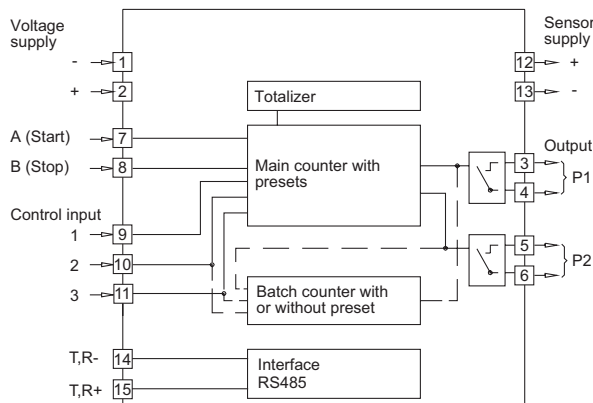 Voltage
supply
- 1
+ 2
A (Start) 7
B (Stop) 8
Control input
1 9
2 10
3 11
T,R- 14
T,R+ 15
Totalizer
Main counter with
presets
Batch counter with
or without preset
Interface
RS485
Sensor
supply
12 +
13 -
Output
3
4
P1
5
6
P2